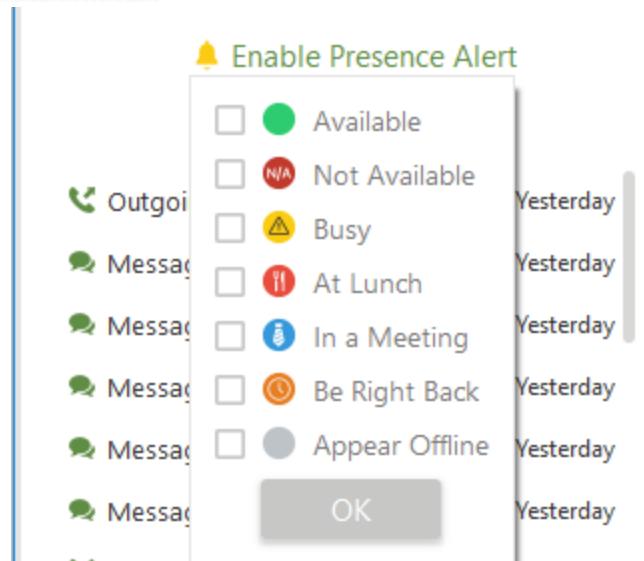 Enable Presence Alert
Available
N/A Not Available
Busy
At Lunch
In a Meeting
Be Right Back
Appear Offline
OK
Yesterday
Yesterday
Yesterday
Yesterday
Yesterday
Yesterday